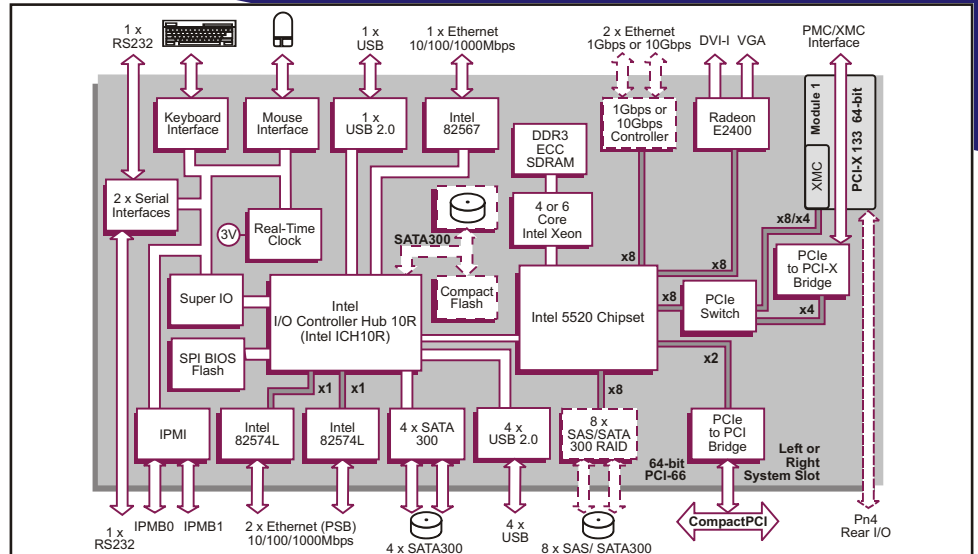 1 x
RS232
1 x
USB
1 x Ethernet
10/100/1000Mbps
2 x Ethernet
1Gbps or 10Gbps
DVI-I VGA
PMC/XMC
Interface
Keyboard
Interface
Mouse
Interface
1 x
USB 2.0
Intel
82567
DDR3
ECC
SDRAM
1Gbps or
10Gbps
Controller
Radeon
E2400
XMC
Module 1
PCI-X 133 64-bit
2 x Serial
Interfaces
3V
Real-Time
Clock
SATA300
4 or 6
Core
Intel Xeon
Compact
Flash
x8
x8
x8/x4
PCIe
to PCI-X
Bridge
Super IO
Intel
I/O Controller Hub 10R
(Intel ICH10R)
Intel 5520 Chipset
x8
PCIe
Switch
x4
SPI BIOS
Flash
x1
x1
x8
x2
IPMI
Intel
82574L
Intel
82574L
4 x SATA
300
4 x
USB 2.0
8 x
SAS/SATA
300 RAID
PCIe
to PCI
Bridge
64-bit
PCI-66
Left or
Right
System Slot
1 x
RS232
IPMB0
IPMB1
2 x Ethernet (PSB)
10/100/1000Mbps
4 x SATA300
4 x
USB
8 x SAS/ SATA300
CompactPCI
Pn4
Rear I/O